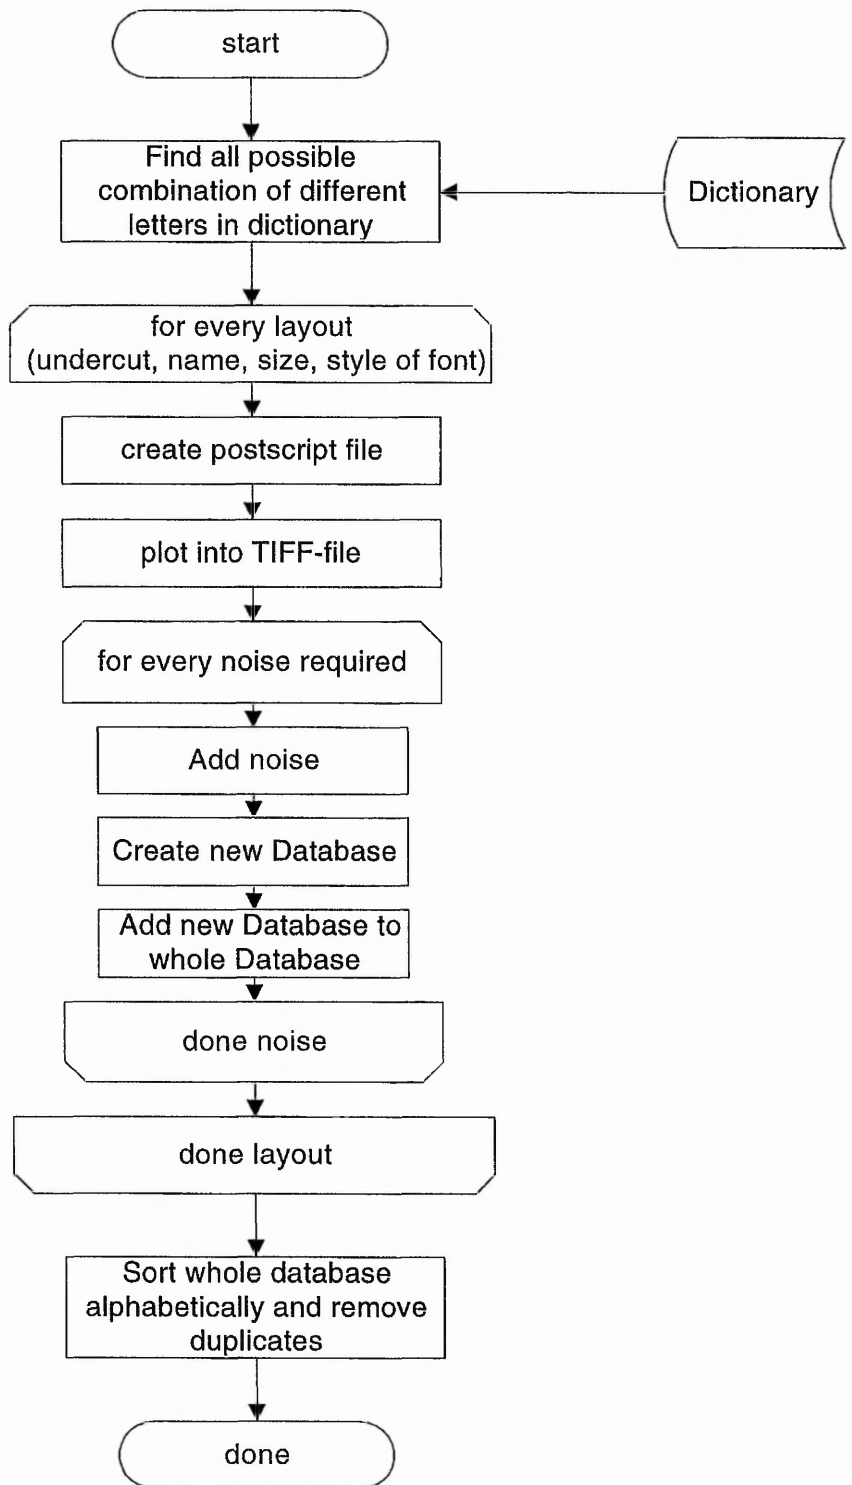 start
Find all possible
combination of different
letters in dictionary
Dictionary
for every layout
(undercut, name, size, style of font)
create postscript file
plot into TIFF-file
for every noise required
Add noise
Create new Database
Add new Database to
whole Database
done noise
done layout
Sort whole database
alphabetically and remove
duplicates
done